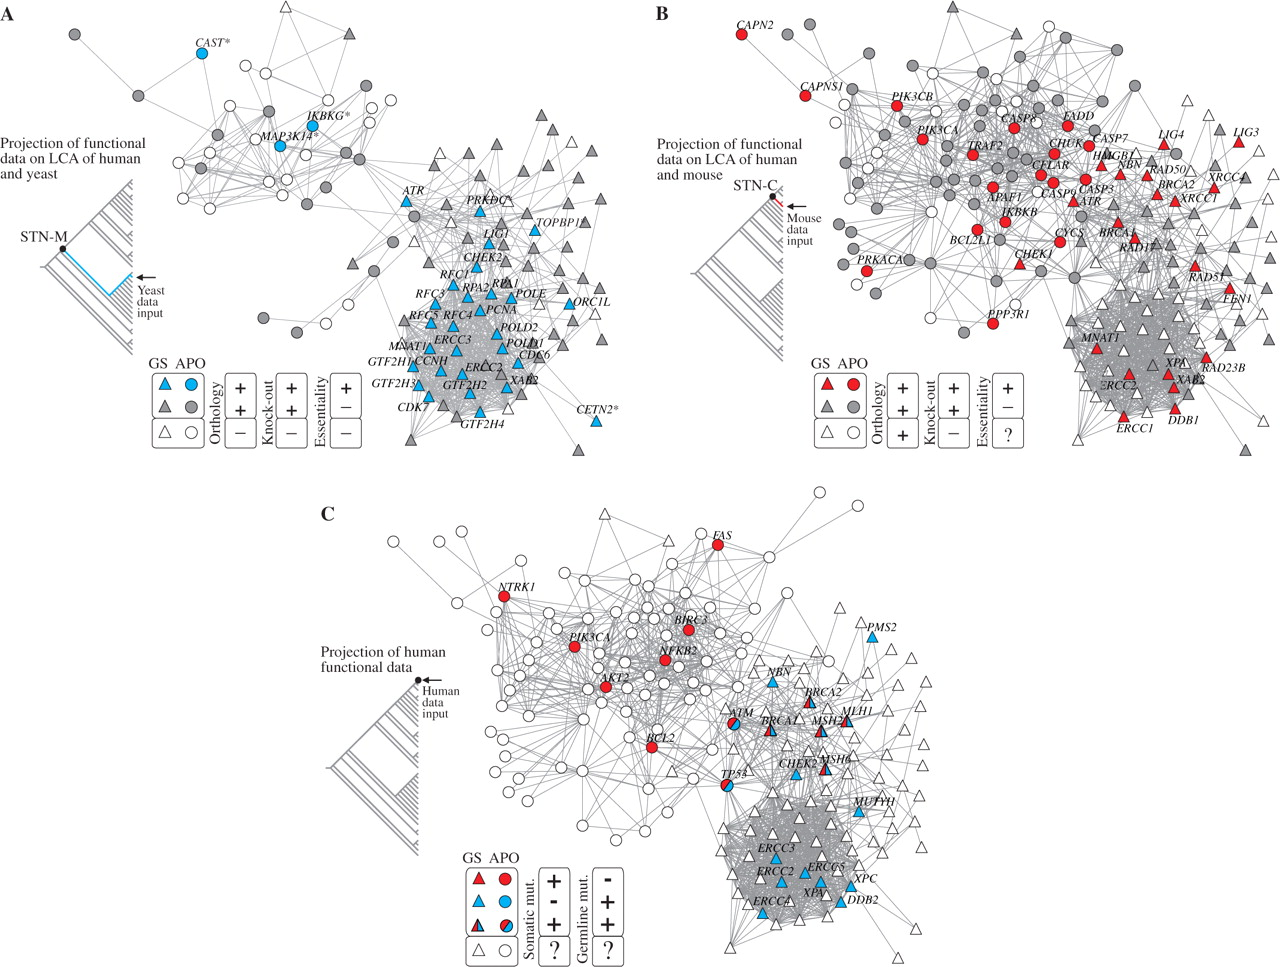 A
CAST*
IKBKG*
MAP3K14*
Projection of functional
data on LCA of human
and yeast
STN-M
Yeast
data
input
ATR
PRKDC*
TOPBP1*
LIG1
CHEK2
RFC1
RPA1
RPA2
POLE
RFC3
ORC1L
PCNA
RFC5
RFC4
POLD2
ERCC3
MNAT1
POLD1
CDC6
GTF2H1
CCNH
ERCC2
GTF2H3
GTF2H2
XAB2
CDK7
CETN2*
GTF2H4
GS APO
Orthology
+
+
−
Knock-out
+
+
−
Essentiality
+
−
−
B
CAPN2
CAPNS1
PIK3CB
CASP8
FADD
PIK3CA
CASP7
LIG4
LIG3
CHUK
TRAF2
HMGB1
NBN
RAD50
CFLAR
CASP9
CASP3
BRCA2
XRCC4
APAF1
ATR
XRCC1
IKBKB
BRCA1
CYCS
BCL2L1
RAD17
CHEK1
PRKACA
RAD51
FEN1
PPP3R1
MNAT1
XPA
RAD23B
ERCC2
XAB2
DDB1
ERCC1
Projection of functional
data on LCA of human
and mouse
STN-C
Mouse
data
input
GS APO
Orthology
+
+
+
Knock-out
+
+
−
Essentiality
+
−
?
C
FAS
NTRK1
BIRC3
PIK3CA
NFKB2
PMS2
AKT2
NBN
BRCA2
ATM
BRCA1
MSH2
MLH1
BCL2
CHEK2
MSH6
TP53
MUTYH
ERCC3
ERCC2
ERCC5
XPC
XPA
ERCC4
DDB2
Projection of human
functional data
Human
data
input
GS APO
Somatic mut.
+
-
+
?
Germline mut.
-
+
+
?